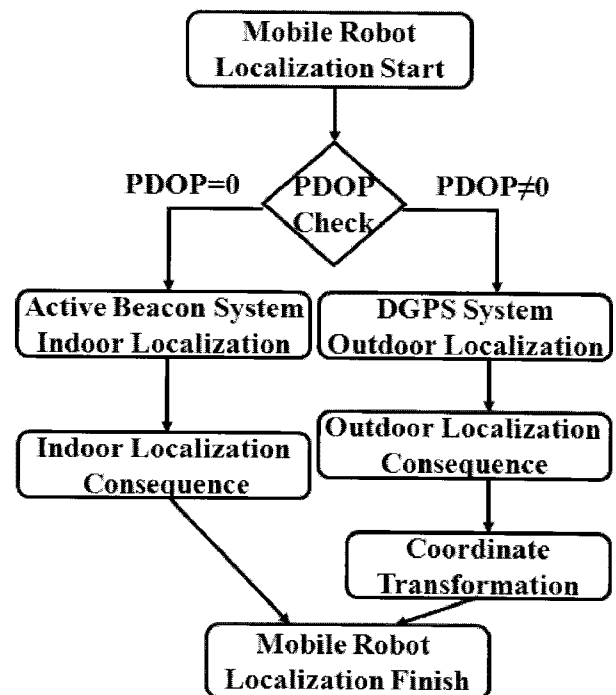 Mobile Robot
Localization Start
PDOP=0
PDOP
Check
PDOP≠0
Active Beacon System
Indoor Localization
DGPS System
Outdoor Localization
Indoor Localization
Consequence
Outdoor Localization
Consequence
Coordinate
Transformation
Mobile Robot
Localization Finish